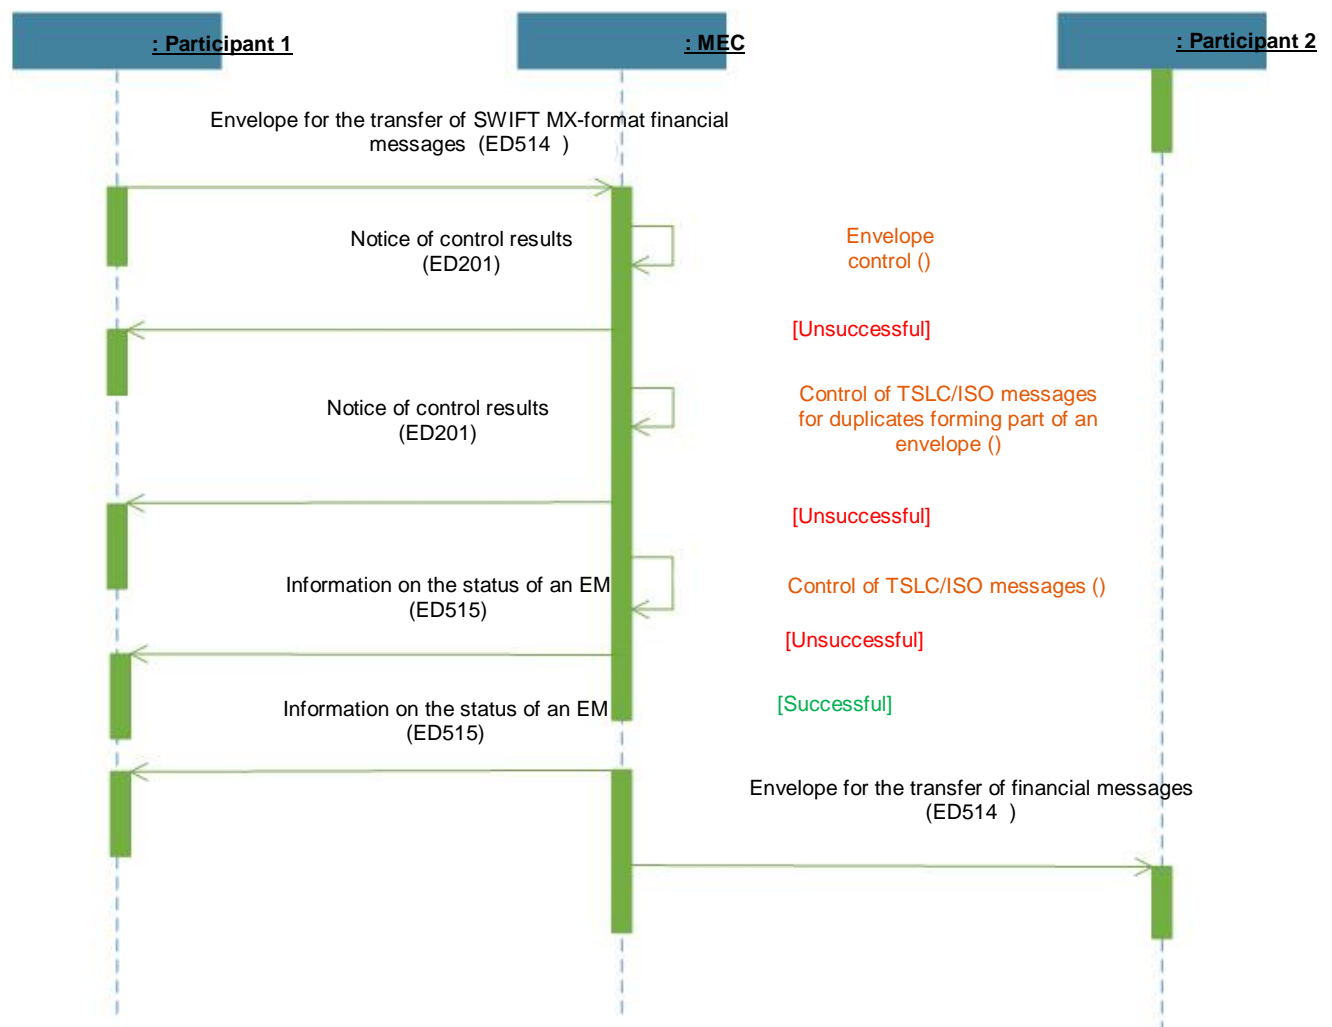 : Participant 1
: MEC
: Participant 2
Envelope for the transfer of SWIFT MX-format financial
messages (ED514 )
Notice of control results
(ED201)
Envelope
control ()
[Unsuccessful]
Notice of control results
(ED201)
Control of TSLC/ISO messages
for duplicates forming part of an
envelope ()
[Unsuccessful]
Information on the status of an EM
(ED515)
Control of TSLC/ISO messages ()
[Unsuccessful]
Information on the status of an EM
(ED515)
[Successful]
Envelope for the transfer of financial messages
(ED514 )